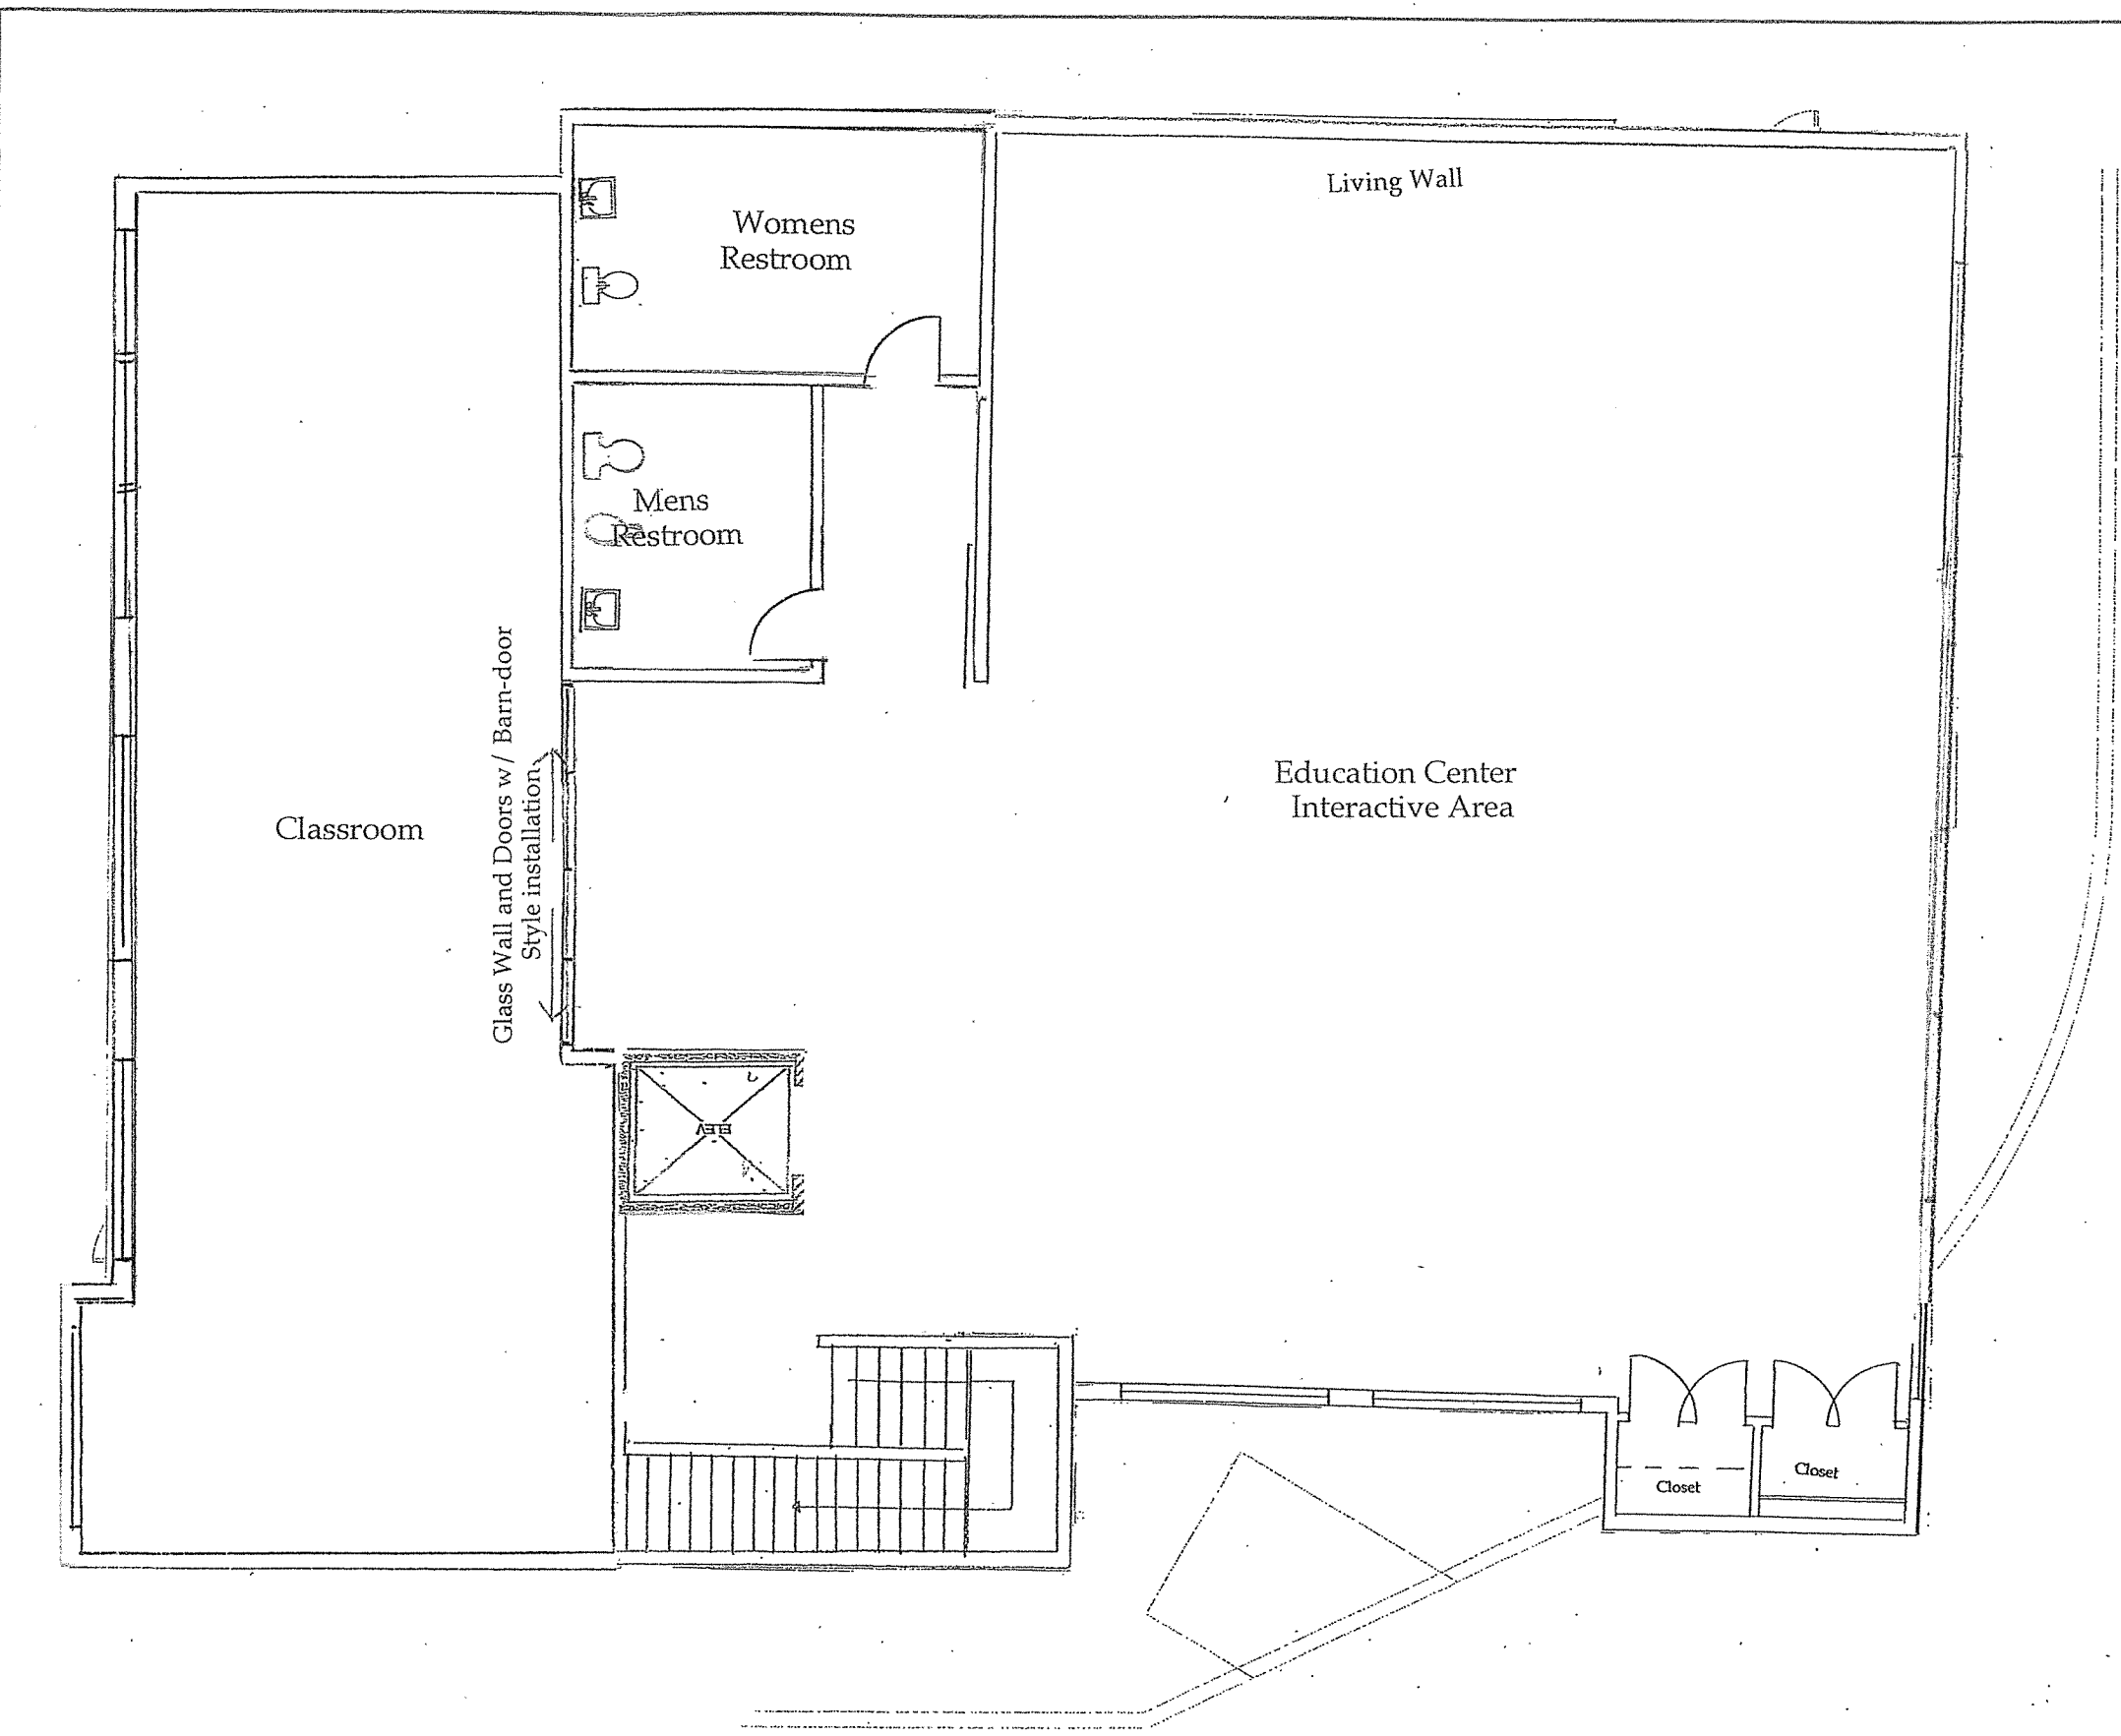 Living Wall
Womens
Restroom
Mens
Restroom
Glass Wall and Doors w/ Barn-door
Style installation
Education Center
Interactive Area
Classroom
ELEV
Closet
Closet